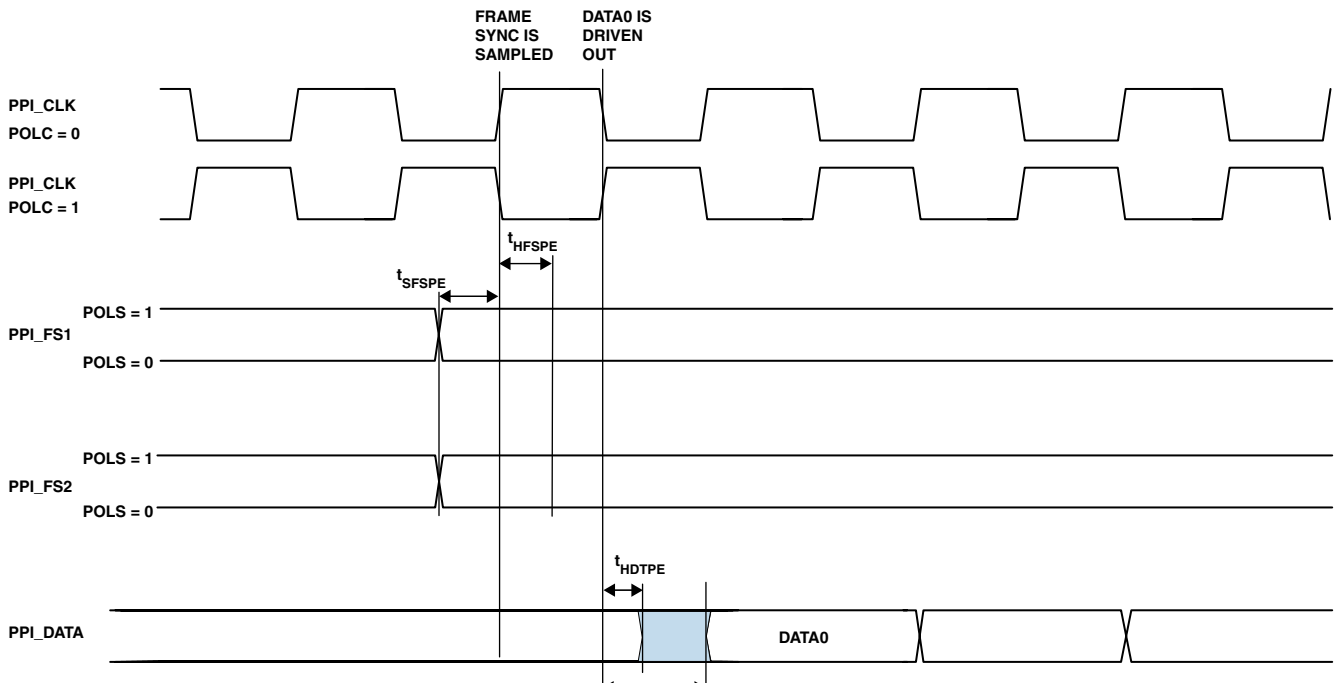 FRAME
SYNC IS
SAMPLED
DATA0 IS
DRIVEN
OUT
PPI_CLK
POLC = 0
PPI_CLK
POLC = 1
tHFSPE
tSFSPE
POLS = 1
PPI_FS1
POLS = 0
POLS = 1
PPI_FS2
POLS = 0
tHDTPE
PPI_DATA
DATA0